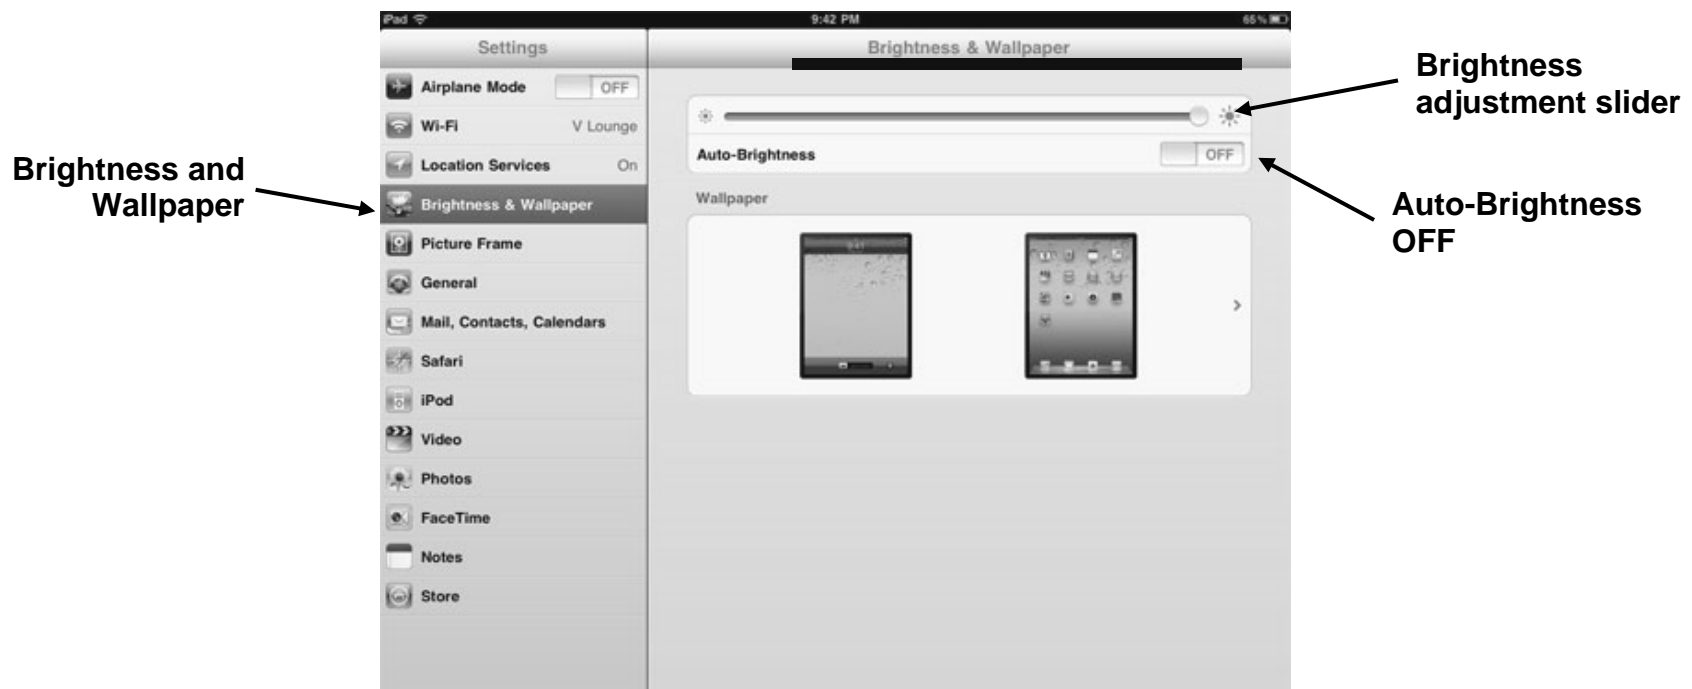 iPad 9:42 PM 65%
Settings
Brightness & Wallpaper
Airplane Mode OFF
Wi-Fi V Lounge
Location Services On
Brightness & Wallpaper
Picture Frame
General
Mail, Contacts, Calendars
Safari
iPod
Video
Photos
FaceTime
Notes
Store
Auto-Brightness OFF
Wallpaper
9:41
Brightness and
Wallpaper
Brightness
adjustment slider
Auto-Brightness
OFF